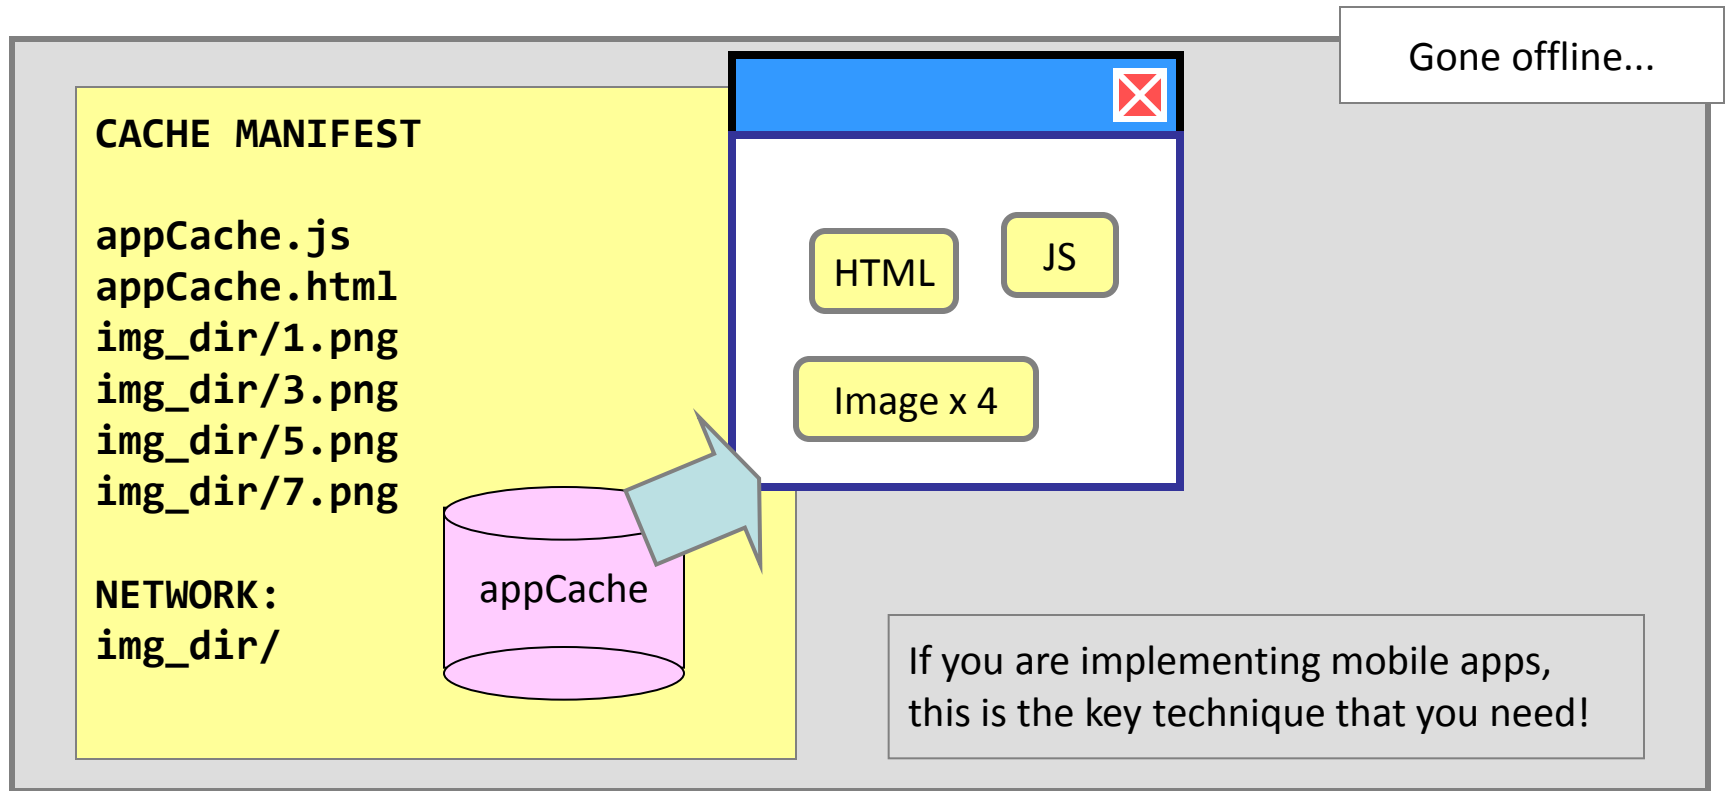 Gone offline...
CACHE MANIFEST
appCache.js
appCache.html
img_dir/1.png
img_dir/3.png
img_dir/5.png
img_dir/7.png
NETWORK:
img_dir/
appCache
HTML
JS
Image x 4
If you are implementing mobile apps,
this is the key technique that you need!